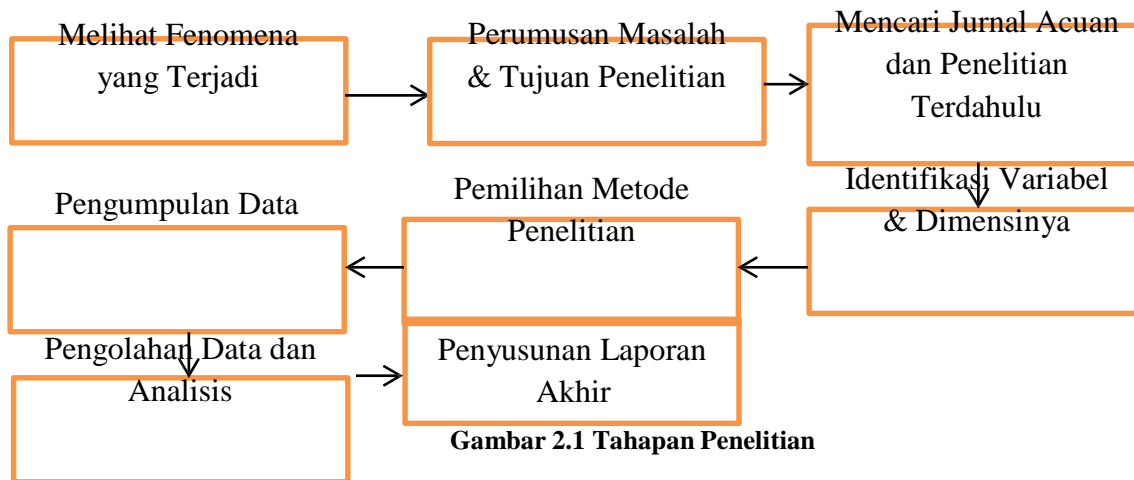 Melihat Fenomena
yang Terjadi
Perumusan Masalah
& Tujuan Penelitian
Mencari Jurnal Acuan
dan Penelitian
Terdahulu
Identifikasi Variabel
& Dimensinya
Pemilihan Metode
Penelitian
Pengumpulan Data
Pengolahan Data dan
Analisis
Penyusunan Laporan
Akhir
Gambar 2.1 Tahapan Penelitian